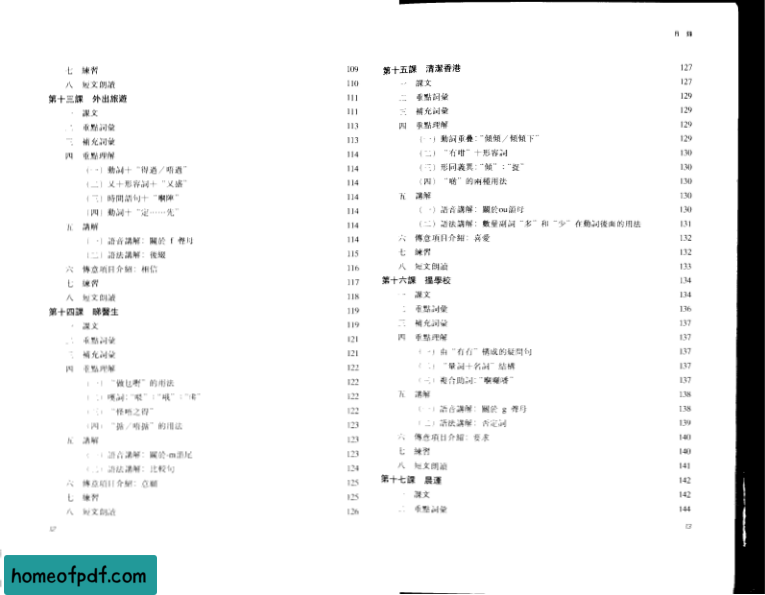 七 練習 109
八 短文朗讀 110
第十三課 外出旅遊 111
一 課文 111
二 重點詞彙 113
三 補充詞彙 113
四 重點理解 114
（一）動詞＋“得過／唔過” 114
（二）又＋形容詞＋“又盛” 114
（三）時間語句＋“嗰陣” 114
（四）動詞＋“定……先” 114
五 講解 114
（一）語音講解：關於 f 聲母 114
（二）語法講解：後綴 115
六 傳意項目介紹：相信 116
七 練習 117
八 短文朗讀 118
第十四課 睇醫生 119
一 課文 119
二 重點詞彙 121
三 補充詞彙 121
四 重點理解 122
（一）“做乜嘢”的用法 122
（二）嘆詞： 122
（三）“怪唔之得” 122
（四） 的用法 123
五 講解 123
（一）語音講解：關於-m韻尾 123
（二）語法講解：比較句 124
六 傳意項目介紹：意願 125
七 練習 125
八 短文朗讀 126
目錄
第十五課 清潔香港 127
一 課文 127
二 重點詞彙 129
三 補充詞彙 129
四 重點理解 129
（一）動詞重疊：“傾傾／傾傾下” 129
（二）“冇咁”＋形容詞 130
（三）形同義異：“傾”； 130
（四）“啲”的兩種用法 130
五 講解 130
（一）語音講解：關於ou韻母 130
（二）語法講解：數量副詞“多”和“少”在動詞後面的用法 131
六 傳意項目介紹：喜愛 132
七 練習 132
八 短文朗讀 133
第十六課 搵學校 134
一 課文 134
二 重點詞彙 136
三 補充詞彙 137
四 重點理解 137
（一）由“有冇”構成的疑問句 137
（二）“量詞＋名詞”結構 137
（三）複合助詞： 137
五 講解 138
（一）語音講解：關於 g 聲母 138
（二）語法講解：否定詞 139
六 傳意項目介紹：要求 140
七 練習 140
八 短文朗讀 141
第十七課 晨運 142
一 課文 142
二 重點詞彙 144
homeofpdf.com